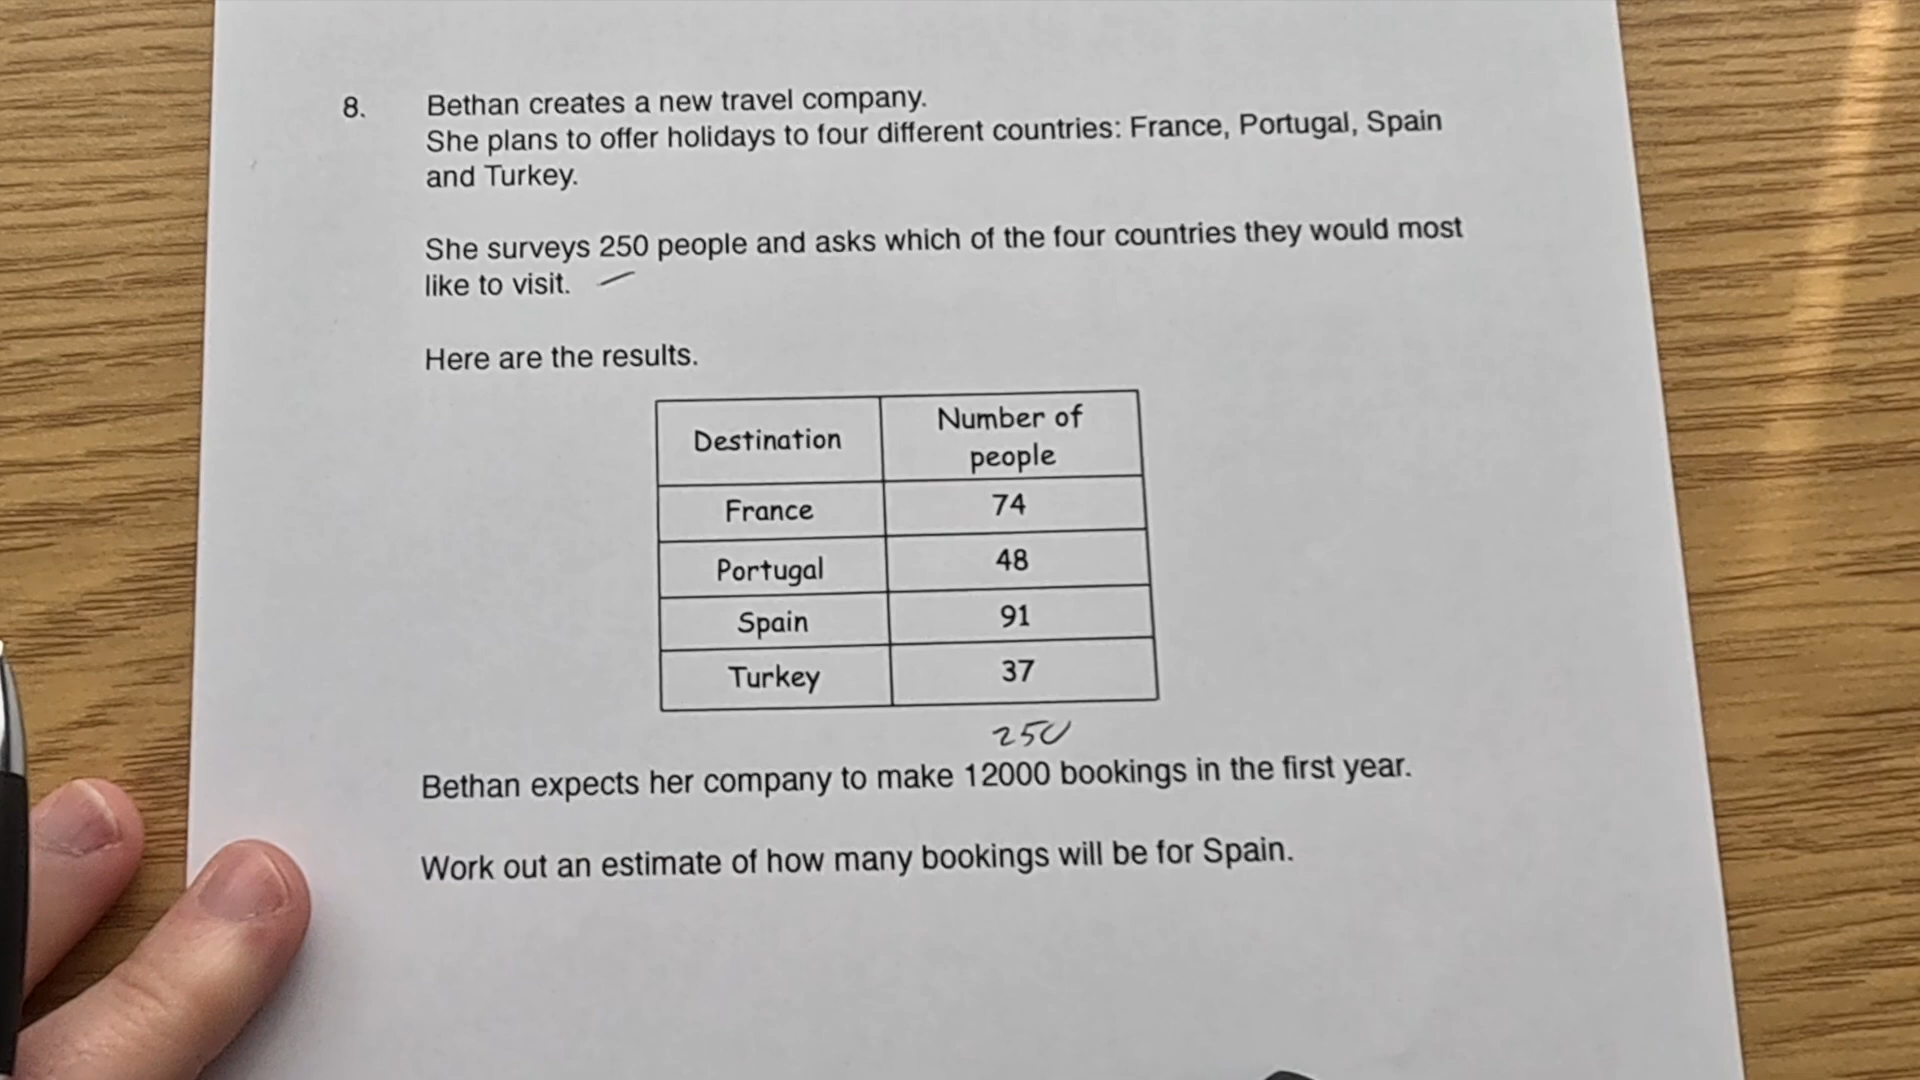 8. Bethan creates a new travel company.
She plans to offer holidays to four different countries: France, Portugal, Spain
and Turkey.
She surveys 250 people and asks which of the four countries they would most
like to visit.
Here are the results.
Destination Number of people
France 74
Portugal 48
Spain 91
Turkey 37
250
Bethan expects her company to make 12000 bookings in the first year.
Work out an estimate of how many bookings will be for Spain.